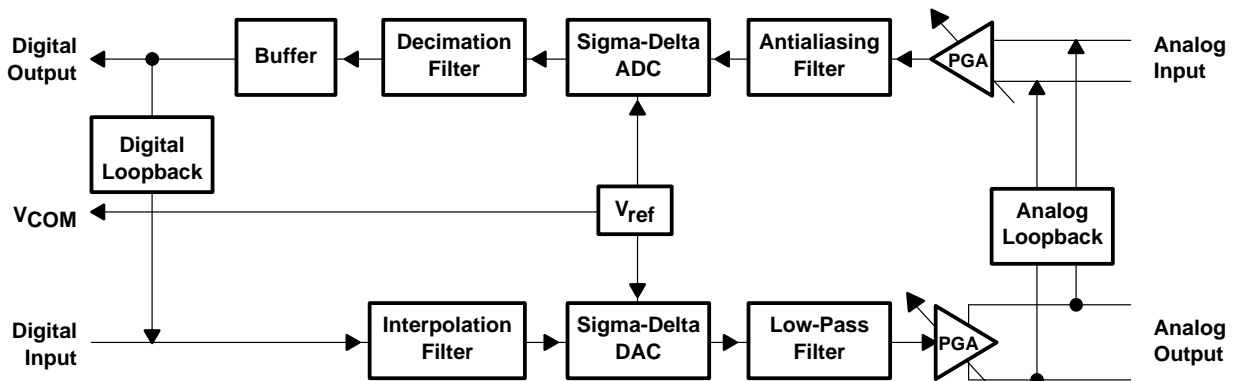 Digital
Output
Buffer
Decimation
Filter
Sigma-Delta
ADC
Antialiasing
Filter
PGA
Analog
Input
Digital
Loopback
VCOM
Vref
Analog
Loopback
Digital
Input
Interpolation
Filter
Sigma-Delta
DAC
Low-Pass
Filter
PGA
Analog
Output